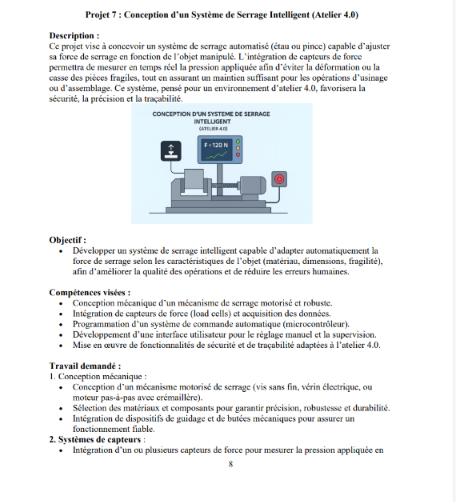 Projet 7 : Conception d'un Système de Serrage Intelligent (Atelier 4.0)
Description :
Ce projet vise à concevoir un système de serrage automatisé (étau ou pince) capable d'ajuster
sa force de serrage en fonction de l'objet manipulé. L'intégration de capteurs de force
permettra de mesurer en temps réel la pression appliquée afin d'éviter la déformation ou la
casse des pièces fragiles, tout en assurant un maintien suffisant pour les opérations d'usinage
ou d'assemblage. Ce système, pensé pour un environnement d'atelier 4.0, favorisera la
sécurité, la précision et la traçabilité.
CONCEPTION D'UN SYSTEME DE SERRAGE
INTELLIGENT
(ATELIER 4.0)
F = 120 N
Objectif :
• Développer un système de serrage intelligent capable d'adapter automatiquement la
force de serrage selon les caractéristiques de l'objet (matériau, dimensions, fragilité),
afin d'améliorer la qualité des opérations et de réduire les erreurs humaines.
Compétences visées :
• Conception mécanique d'un mécanisme de serrage motorisé et robuste.
• Intégration de capteurs de force (load cells) et acquisition des données.
• Programmation d'un système de commande automatique (microcontrôleur).
• Développement d'une interface utilisateur pour le réglage manuel et la supervision.
• Mise en œuvre de fonctionnalités de sécurité et de traçabilité adaptées à l'atelier 4.0.
Travail demandé :
1. Conception mécanique :
• Conception d'un mécanisme motorisé de serrage (vis sans fin, vérin électrique, ou
moteur pas-à-pas avec crémaillère).
• Sélection des matériaux et composants pour garantir précision, robustesse et durabilité.
• Intégration de dispositifs de guidage et de butées mécaniques pour assurer un
fonctionnement fiable.
2. Systèmes de capteurs :
• Intégration d'un ou plusieurs capteurs de force pour mesurer la pression appliquée en
8